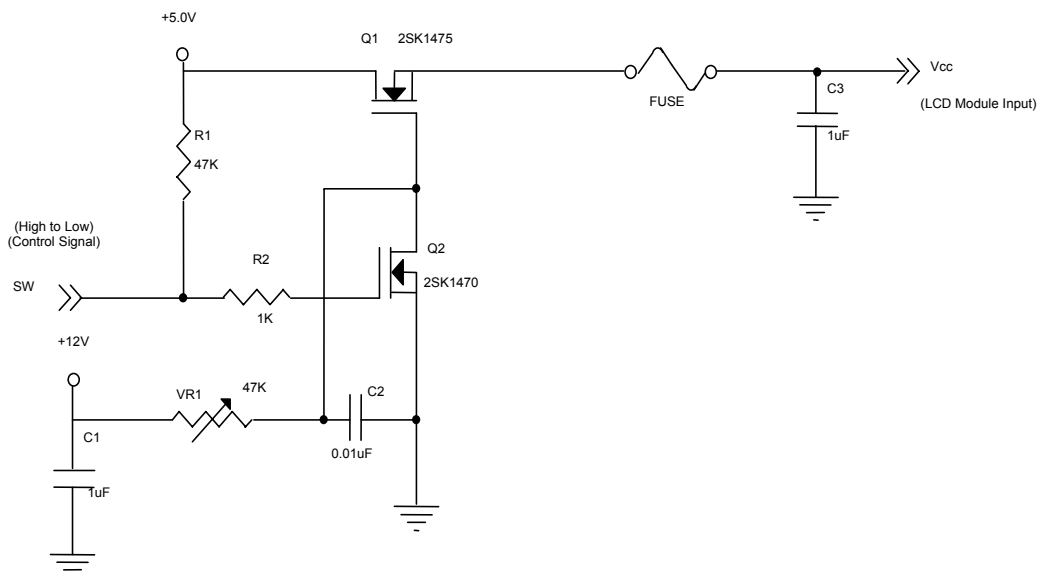 +5.0V
Q1 2SK1475
Vcc
(LCD Module Input)
C3
1uF
FUSE
R1
47K
(High to Low)
(Control Signal)
SW
R2
1K
Q2
2SK1470
+12V
VR1
47K
C2
0.01uF
C1
1uF